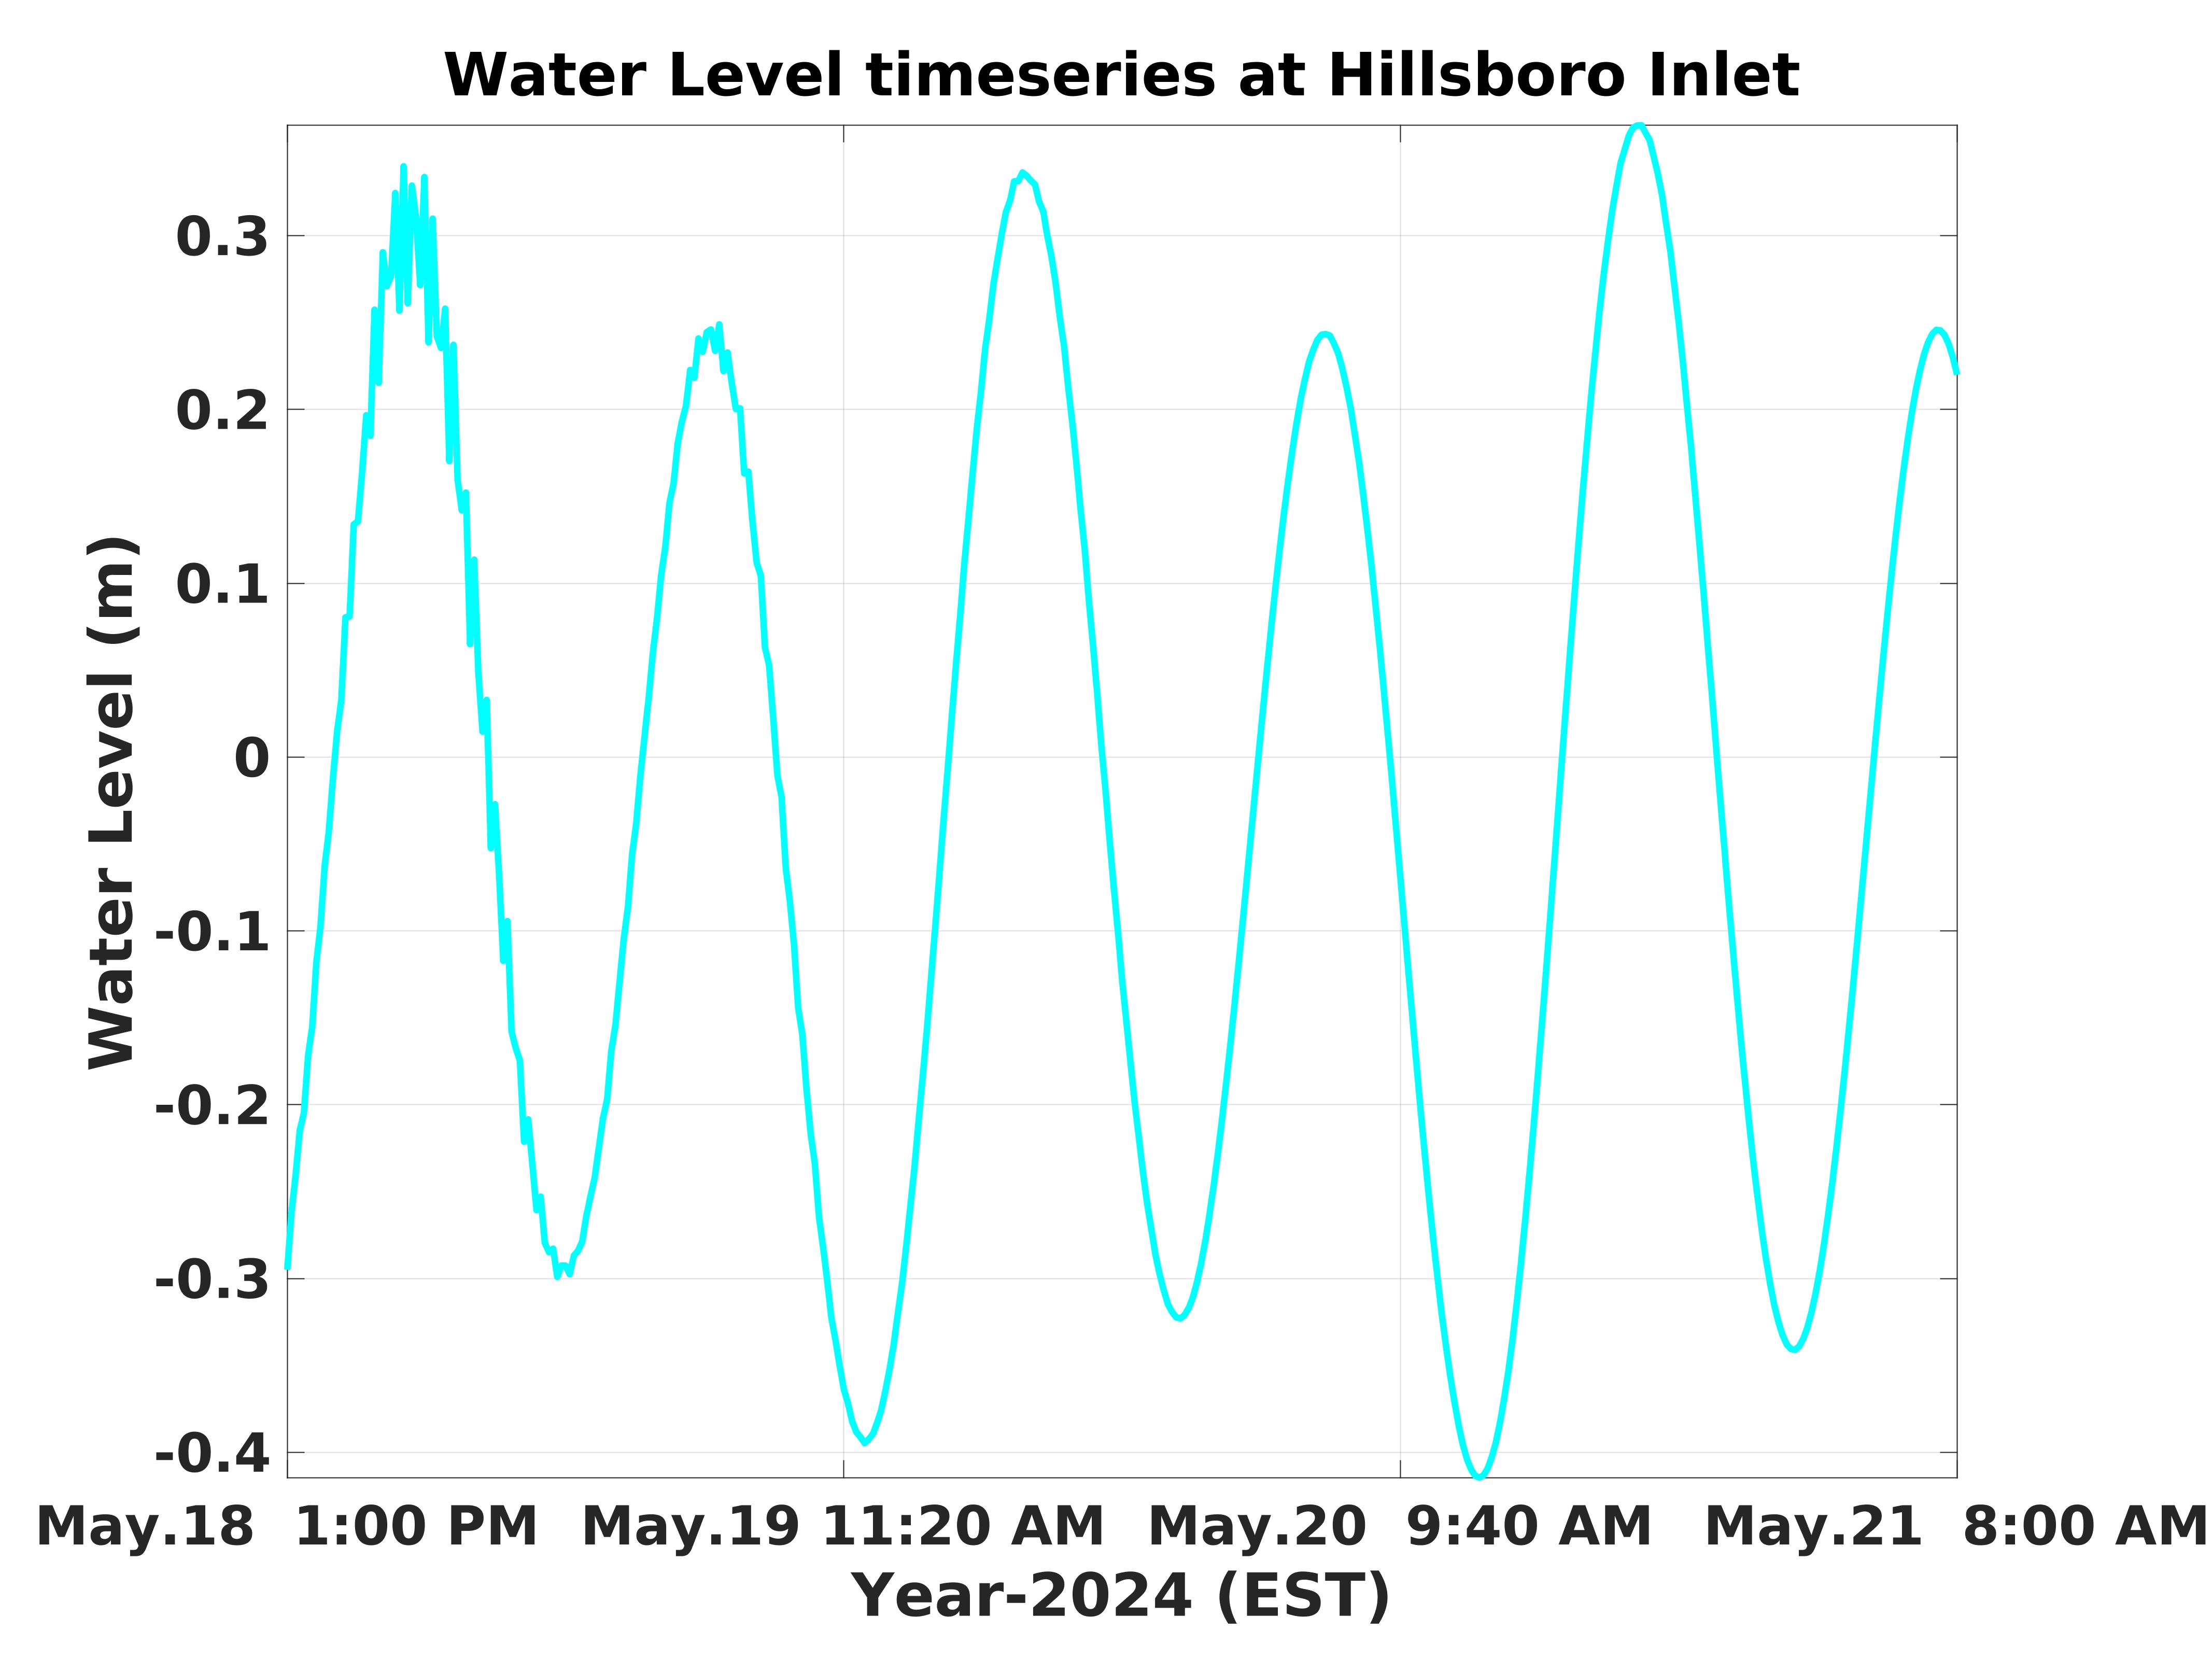 Water Level timeseries at Hillsboro Inlet
Water Level (m)
0.3
0.2
0.1
0
-0.1
-0.2
-0.3
-0.4
May.18  1:00 PM
May.19 11:20 AM
May.20  9:40 AM
May.21  8:00 AM
Year-2024 (EST)